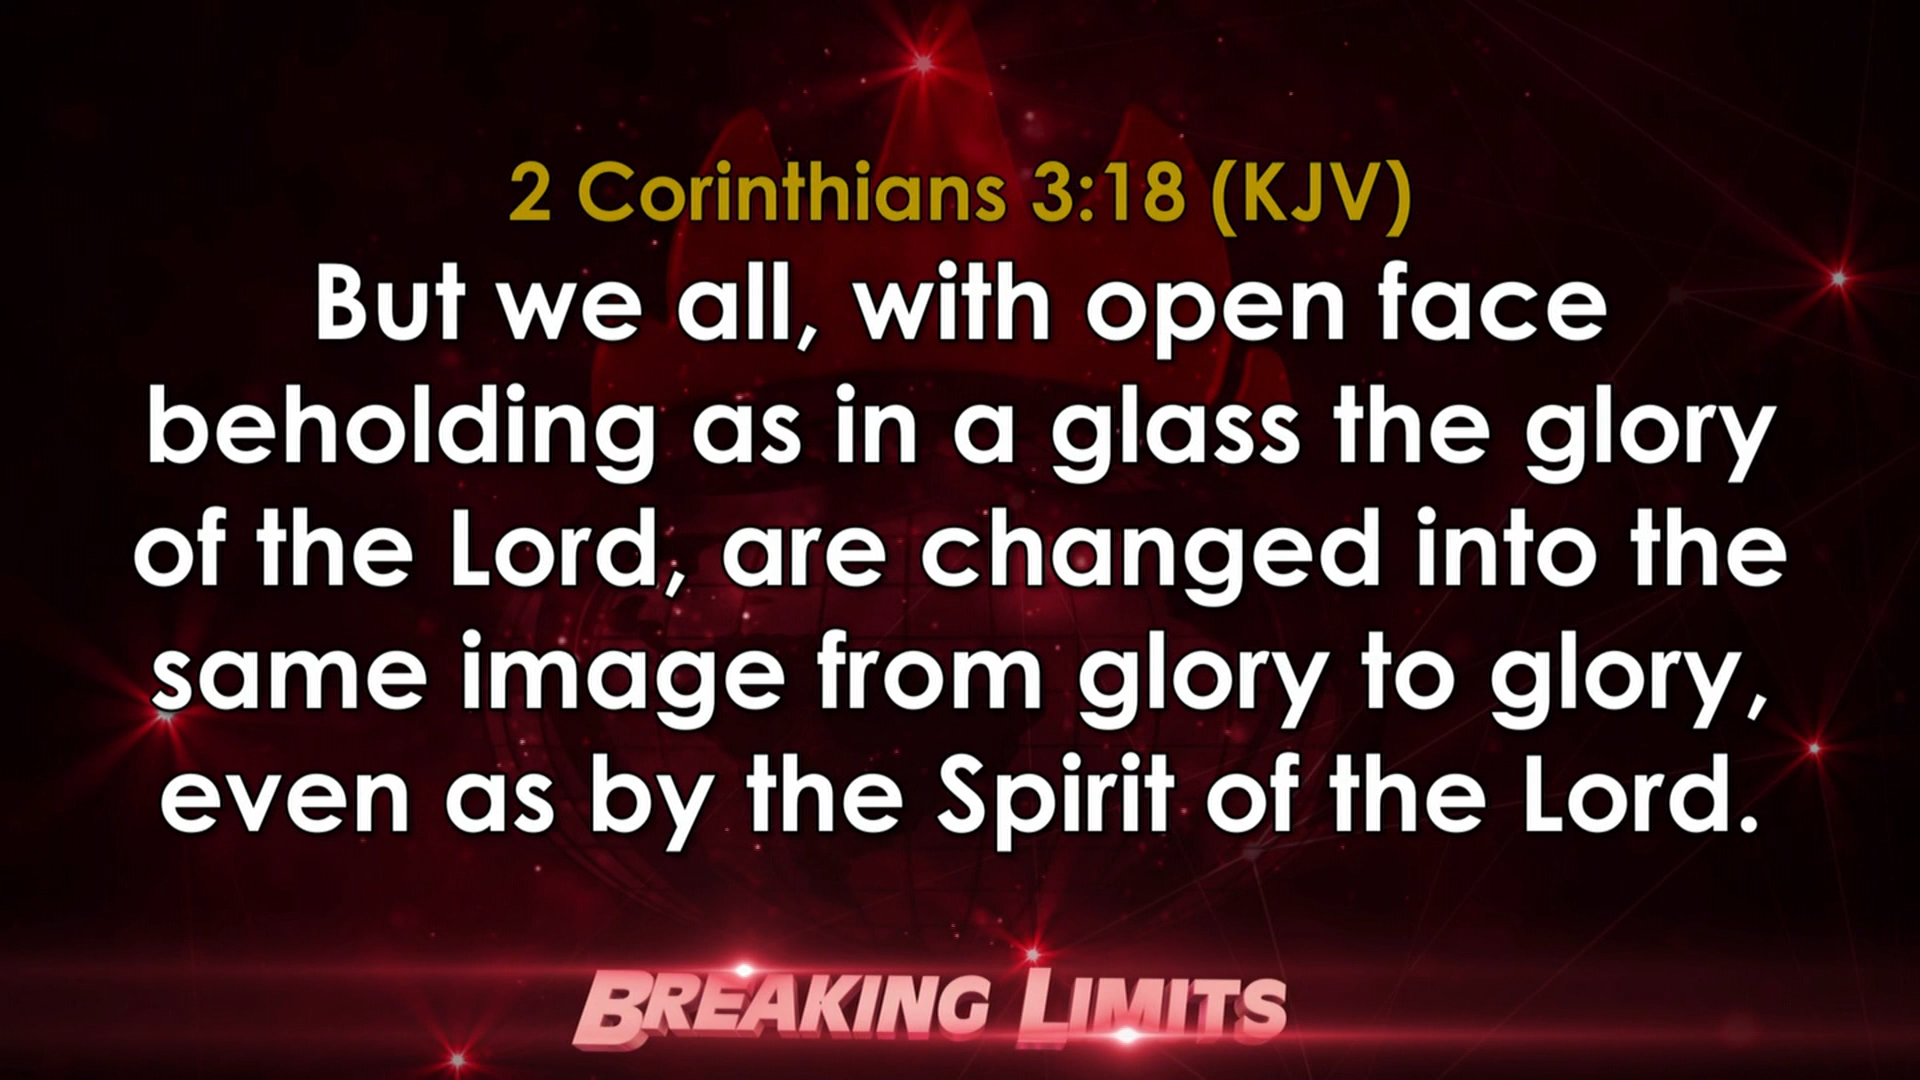 2 Corinthians 3:18 (KJV)
But we all, with open face
beholding as in a glass the glory
of the Lord, are changed into the
same image from glory to glory,
even as by the Spirit of the Lord.
BREAKING LIMITS